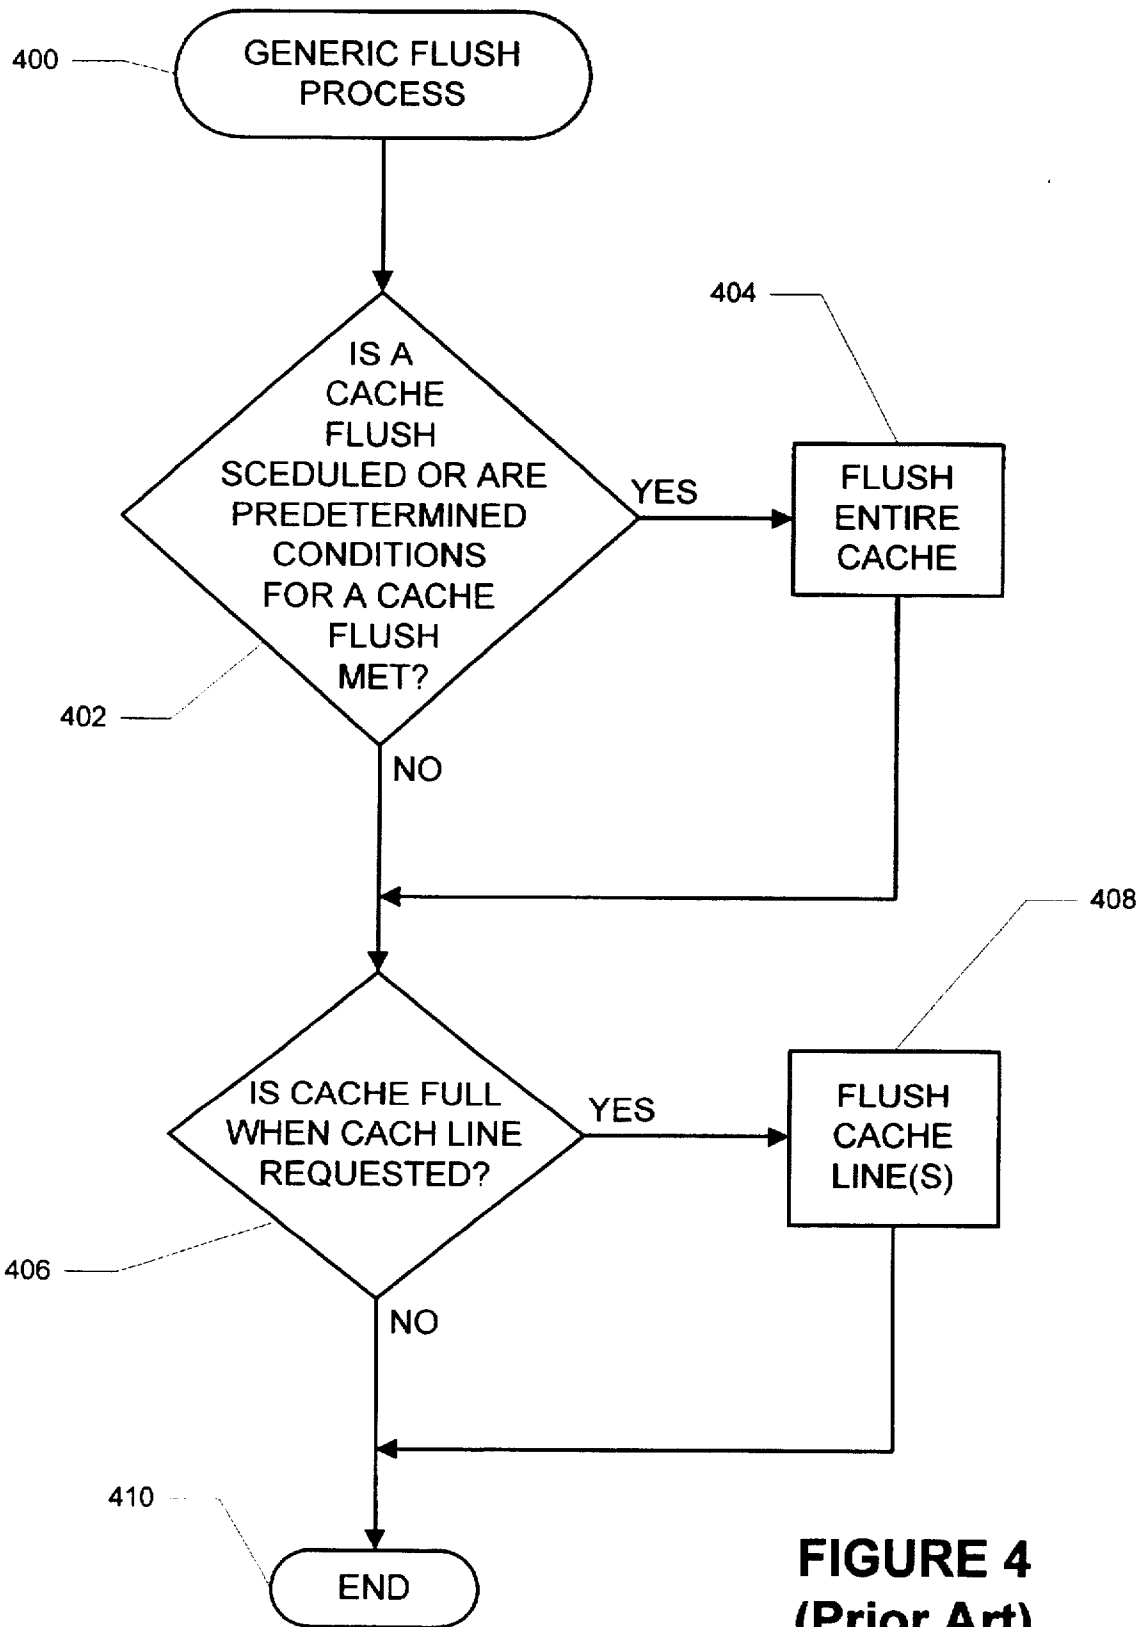 400
GENERIC FLUSH
PROCESS
404
IS A
CACHE
FLUSH
SCEDULED OR ARE
PREDETERMINED
CONDITIONS
FOR A CACHE
FLUSH
MET?
YES
FLUSH
ENTIRE
CACHE
402
NO
408
IS CACHE FULL
WHEN CACH LINE
REQUESTED?
YES
FLUSH
CACHE
LINE(S)
406
NO
410
END
FIGURE 4
(Prior Art)